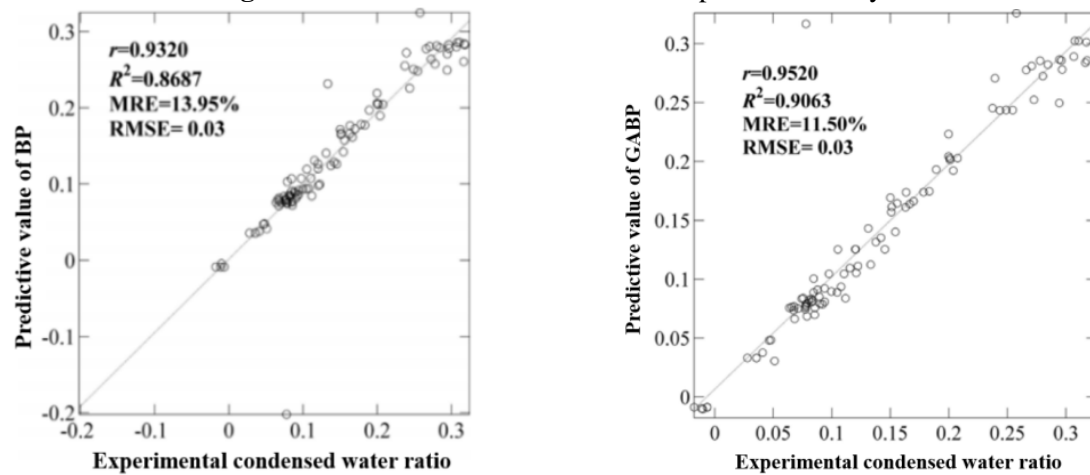 r=0.9320
R²=0.8687
MRE=13.95%
RMSE= 0.03
Predictive value of BP
0.3
0.2
0.1
0
-0.1
-0.2
-0.2 -0.1 0 0.1 0.2 0.3
Experimental condensed water ratio
r=0.9520
R²=0.9063
MRE=11.50%
RMSE= 0.03
Predictive value of GABP
0.3
0.25
0.2
0.15
0.1
0.05
0
0 0.05 0.1 0.15 0.2 0.25 0.3
Experimental condensed water ratio